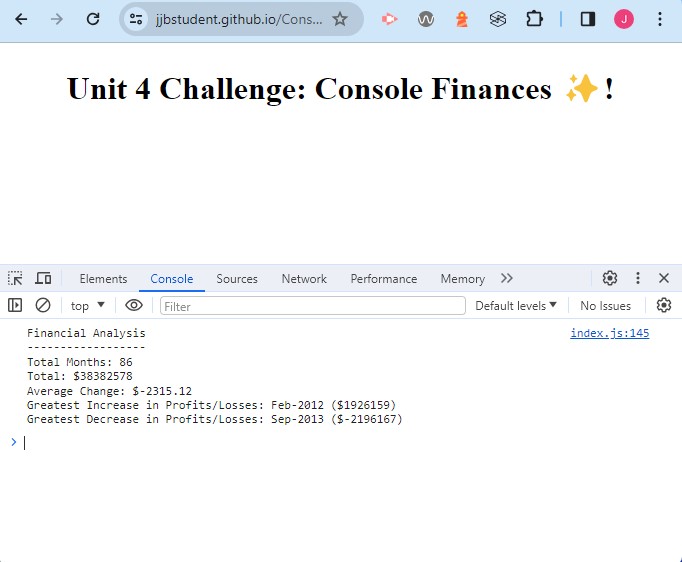 jjbstudent.github.io/Cons...
J
Unit 4 Challenge: Console Finances ✨!
Elements Console Sources Network Performance Memory
top Filter Default levels No Issues
Financial Analysis index.js:145
------------------
Total Months: 86
Total: $38382578
Average Change: $-2315.12
Greatest Increase in Profits/Losses: Feb-2012 ($1926159)
Greatest Decrease in Profits/Losses: Sep-2013 ($-2196167)